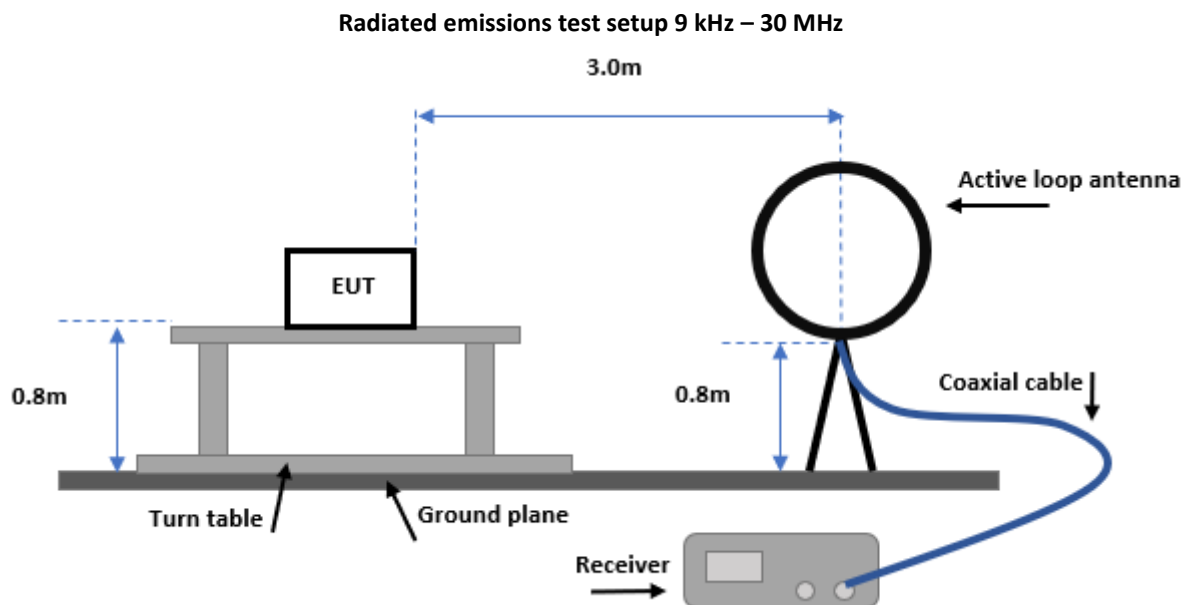 Radiated emissions test setup 9 kHz – 30 MHz
3.0m
Active loop antenna
EUT
0.8m
0.8m
Coaxial cable
Turn table
Ground plane
Receiver